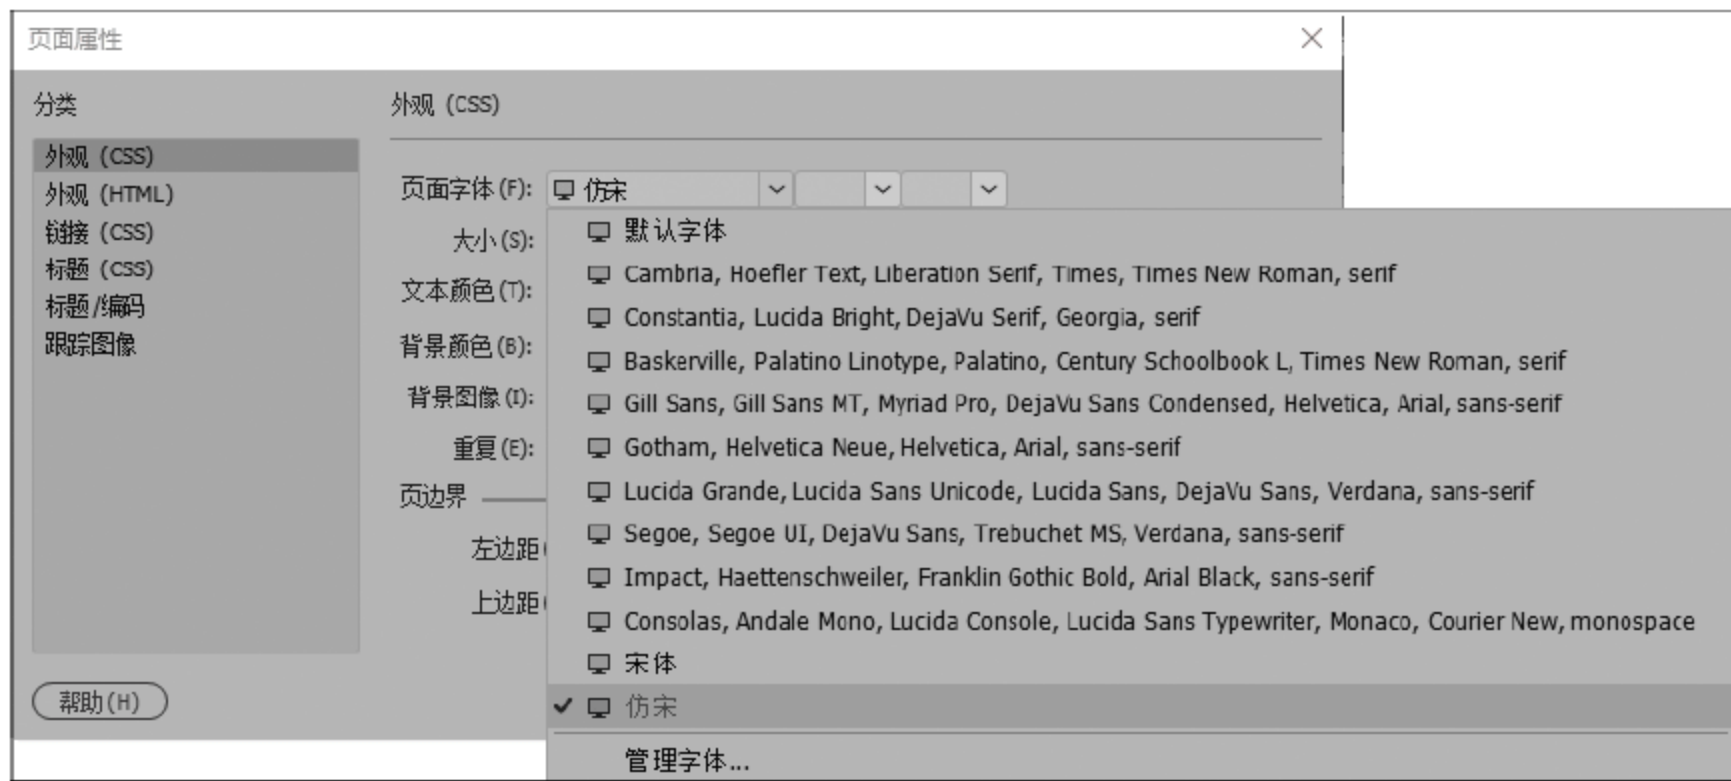 页面属性
分类
外观 (CSS)
外观 (HTML)
链接 (CSS)
标题 (CSS)
标题/编码
跟踪图像
帮助(H)
外观 (CSS)
页面字体(F): 仿宋
大小(S):
文本颜色(T):
背景颜色(B):
背景图像(I):
重复(E):
页边界
左边距(
上边距(
默认字体
Cambria, Hoefler Text, Liberation Serif, Times, Times New Roman, serif
Constantia, Lucida Bright, DejaVu Serif, Georgia, serif
Baskerville, Palatino Linotype, Palatino, Century Schoolbook L, Times New Roman, serif
Gill Sans, Gill Sans MT, Myriad Pro, DejaVu Sans Condensed, Helvetica, Arial, sans-serif
Gotham, Helvetica Neue, Helvetica, Arial, sans-serif
Lucida Grande, Lucida Sans Unicode, Lucida Sans, DejaVu Sans, Verdana, sans-serif
Segoe, Segoe UI, DejaVu Sans, Trebuchet MS, Verdana, sans-serif
Impact, Haettenschweiler, Franklin Gothic Bold, Arial Black, sans-serif
Consolas, Andale Mono, Lucida Console, Lucida Sans Typewriter, Monaco, Courier New, monospace
宋体
仿宋
管理字体...